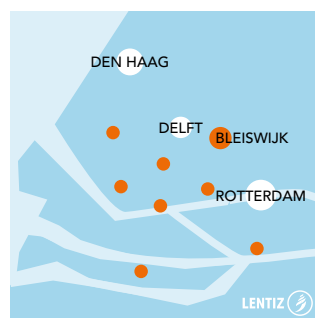 DEN HAAG
DELFT
BLEISWIJK
ROTTERDAM
LENTIZ